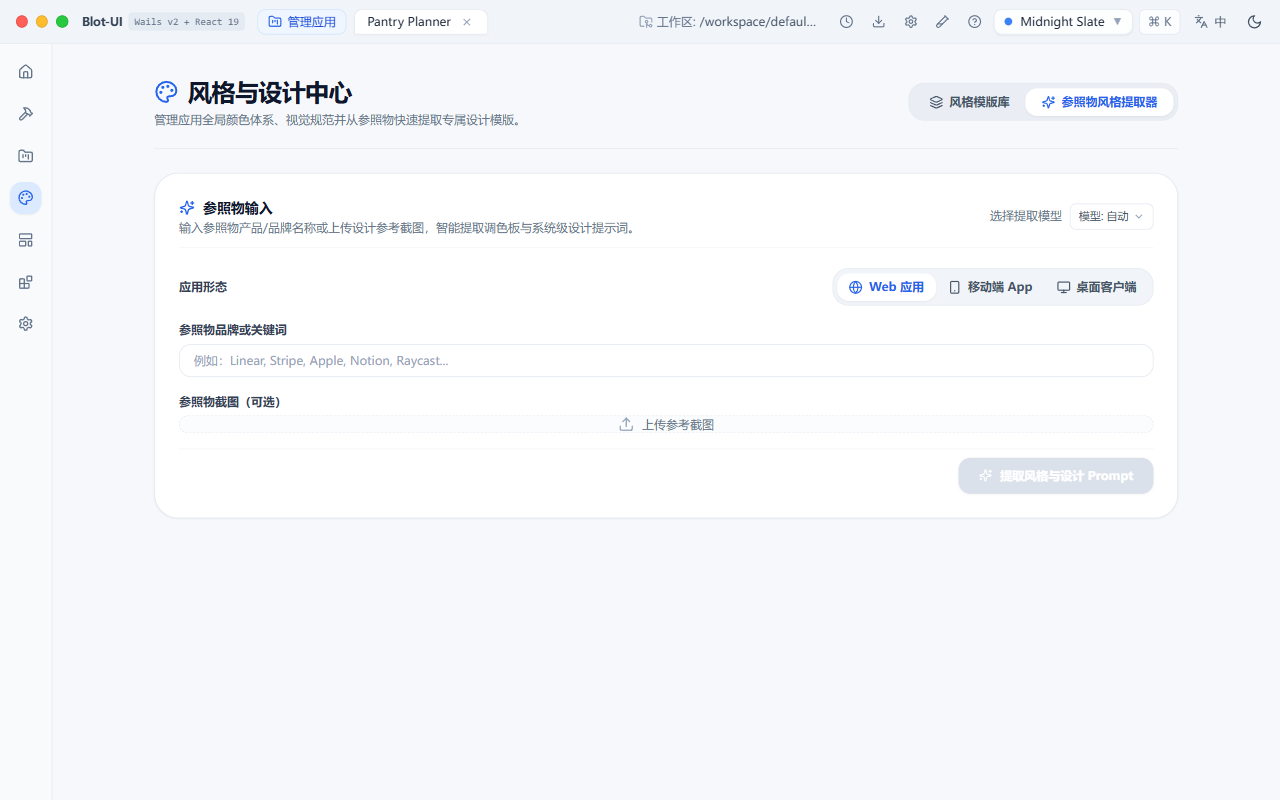 Blot-UI Wails v2 + React 19 管理应用 Pantry Planner 工作区: /workspace/defaul... Midnight Slate ⌘ K 中
风格与设计中心
管理应用全局颜色体系、视觉规范并从参照物快速提取专属设计模版。
风格模版库 参照物风格提取器
参照物输入
输入参照物产品/品牌名称或上传设计参考截图，智能提取调色板与系统级设计提示词。
选择提取模型 模型: 自动
应用形态
Web 应用 移动端 App 桌面客户端
参照物品牌或关键词
例如：Linear, Stripe, Apple, Notion, Raycast...
参照物截图（可选）
上传参考截图
提取风格与设计 Prompt